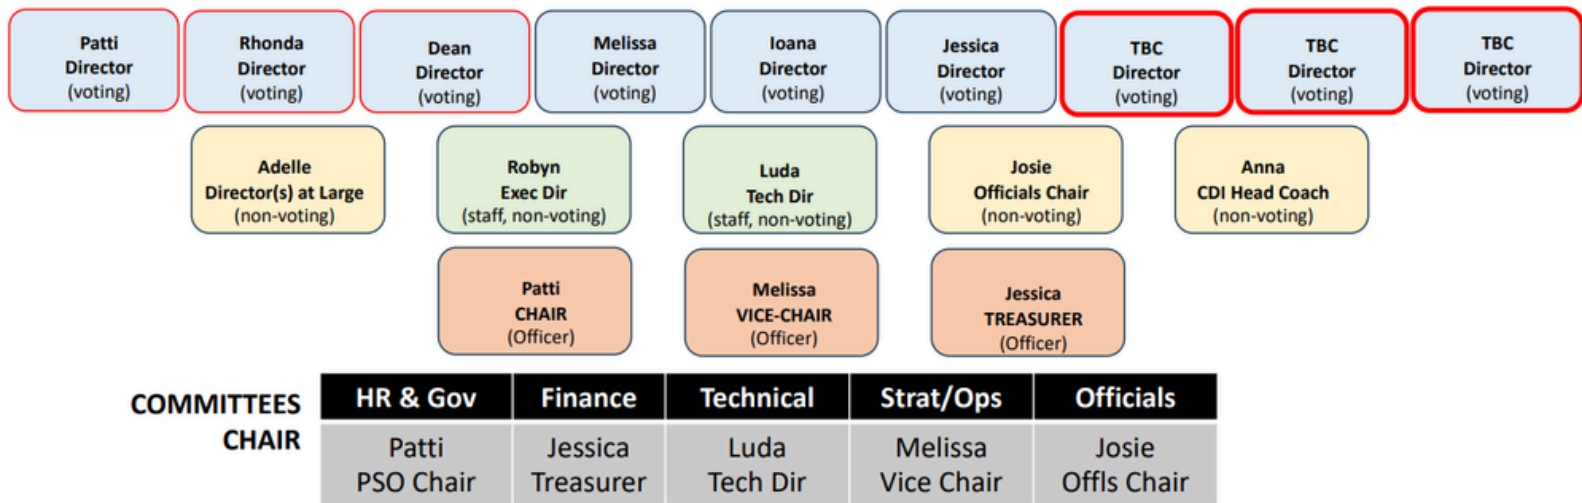 Patti
Director
(voting)
Rhonda
Director
(voting)
Dean
Director
(voting)
Melissa
Director
(voting)
Ioana
Director
(voting)
Jessica
Director
(voting)
TBC
Director
(voting)
TBC
Director
(voting)
TBC
Director
(voting)
Adelle
Director(s) at Large
(non-voting)
Robyn
Exec Dir
(staff, non-voting)
Luda
Tech Dir
(staff, non-voting)
Josie
Officials Chair
(non-voting)
Anna
CDI Head Coach
(non-voting)
Patti
CHAIR
(Officer)
Melissa
VICE-CHAIR
(Officer)
Jessica
TREASURER
(Officer)
COMMITTEES
CHAIR
HR & Gov
Finance
Technical
Strat/Ops
Officials
Patti
PSO Chair
Jessica
Treasurer
Luda
Tech Dir
Melissa
Vice Chair
Josie
Offls Chair